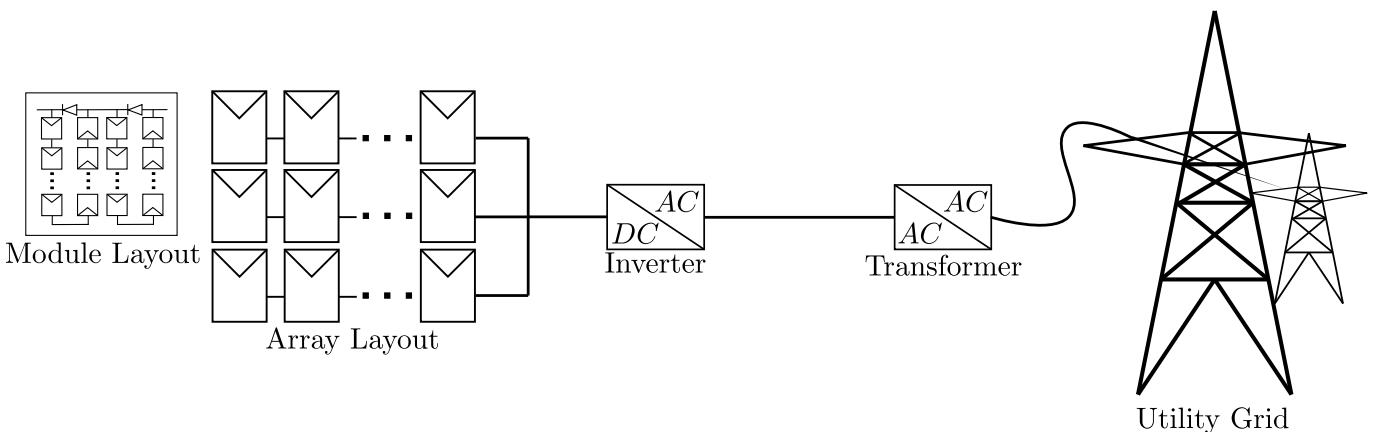 Module Layout
Array Layout
AC
DC
Inverter
AC
AC
Transformer
Utility Grid